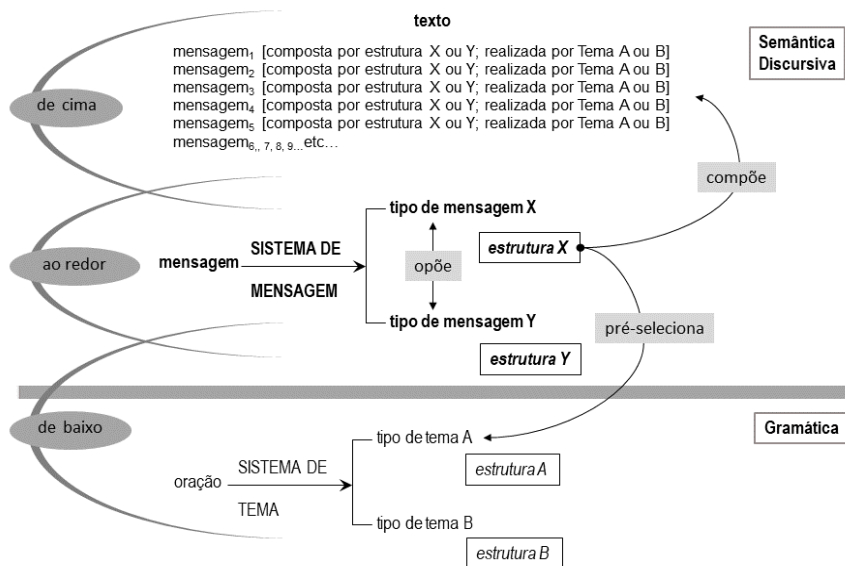 texto
Semântica
Discursiva
mensagem1 [composta por estrutura X ou Y; realizada por Tema A ou B]
mensagem2 [composta por estrutura X ou Y; realizada por Tema A ou B]
mensagem3 [composta por estrutura X ou Y; realizada por Tema A ou B]
mensagem4 [composta por estrutura X ou Y; realizada por Tema A ou B]
mensagem5 [composta por estrutura X ou Y; realizada por Tema A ou B]
mensagem6,, 7, 8, 9...etc...
de cima
compõe
tipo de mensagem X
ao redor
mensagem
SISTEMA DE
MENSAGEM
opõe
estrutura X
tipo de mensagem Y
pré-seleciona
estrutura Y
de baixo
Gramática
tipo de tema A
oração
SISTEMA DE
TEMA
estrutura A
tipo de tema B
estrutura B